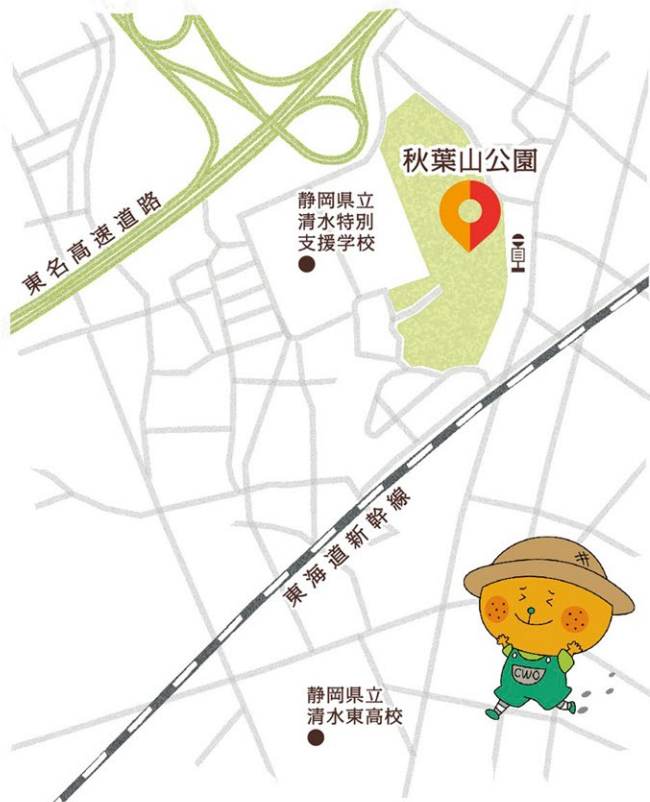 秋葉山公園
静岡県立
清水特別
支援学校
東名高速道路
東海道新幹線
CWO
静岡県立
清水東高校